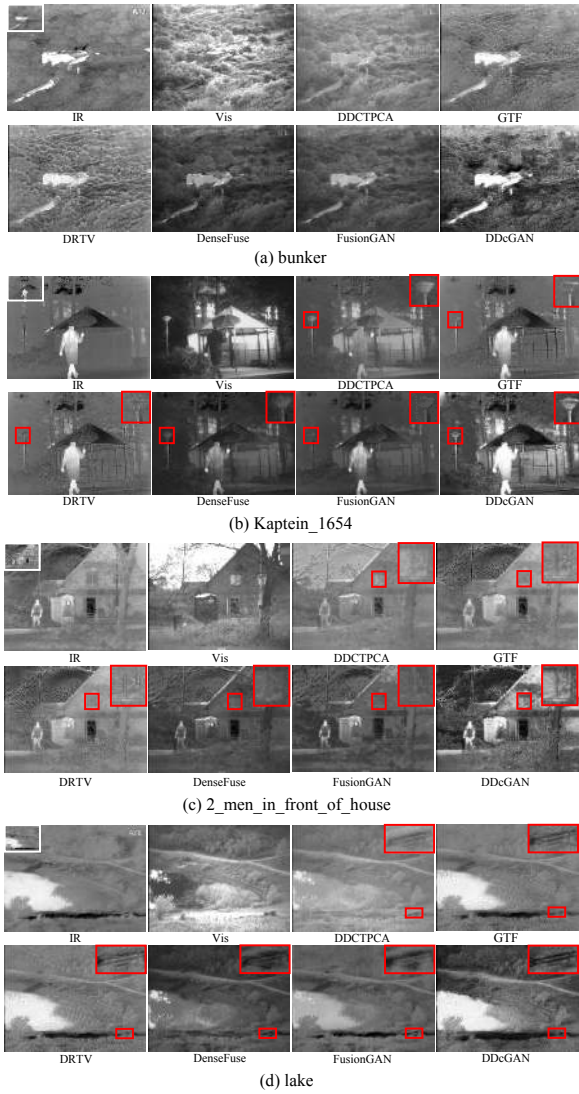 IR Vis DDCTPCA GTF
DRTV DenseFuse FusionGAN DDcGAN
(a) bunker
IR Vis DDCTPCA GTF
DRTV DenseFuse FusionGAN DDcGAN
(b) Kaptein_1654
IR Vis DDCTPCA GTF
DRTV DenseFuse FusionGAN DDcGAN
(c) 2_men_in_front_of_house
IR Vis DDCTPCA GTF
DRTV DenseFuse FusionGAN DDcGAN
(d) lake